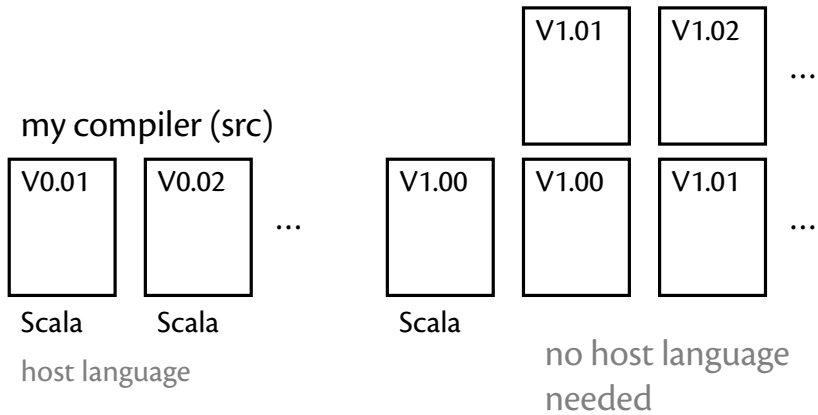 V1.01 V1.02
...
my compiler (src)
V0.01 V0.02 V1.00 V1.00 V1.01
... ...
Scala Scala Scala
host language
no host language
needed